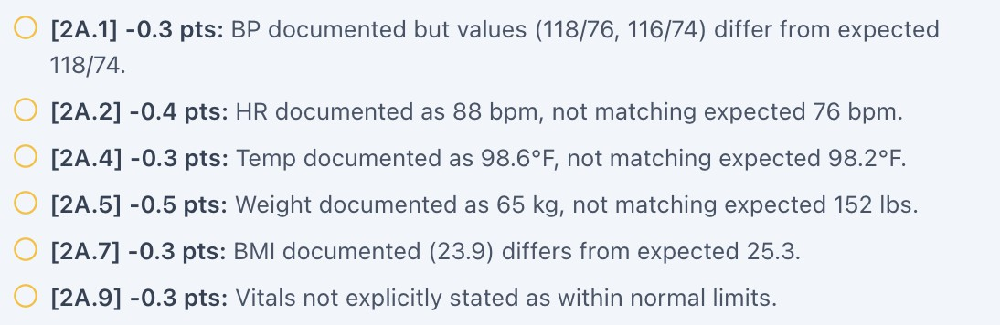 [2A.1] -0.3 pts: BP documented but values (118/76, 116/74) differ from expected
118/74.
[2A.2] -0.4 pts: HR documented as 88 bpm, not matching expected 76 bpm.
[2A.4] -0.3 pts: Temp documented as 98.6°F, not matching expected 98.2°F.
[2A.5] -0.5 pts: Weight documented as 65 kg, not matching expected 152 lbs.
[2A.7] -0.3 pts: BMI documented (23.9) differs from expected 25.3.
[2A.9] -0.3 pts: Vitals not explicitly stated as within normal limits.